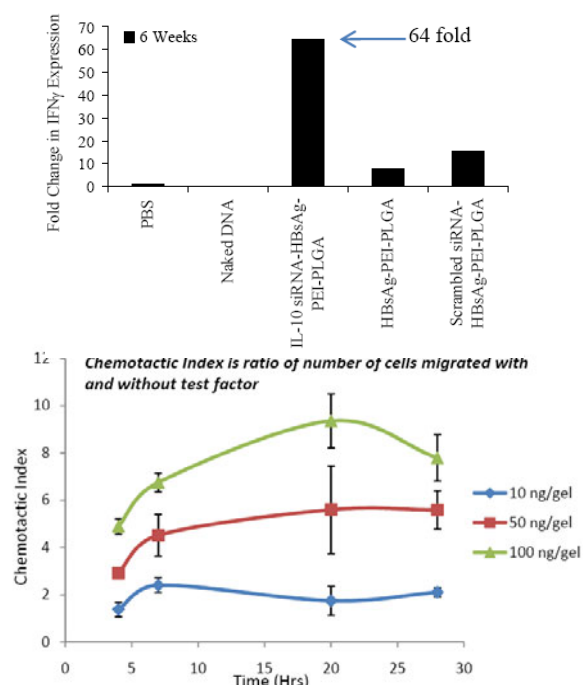 70
60
50
40
30
20
10
0
6 Weeks
64 fold
Fold Change in IFNγ Expression
PBS
Naked DNA
IL-10 siRNA-HBsAg-
PEI-PLGA
HBsAg-PEI-PLGA
Scrambled siRNA-
HBsAg-PEI-PLGA
Chemotactic Index is ratio of number of cells migrated with
and without test factor
12
10
8
6
4
2
0
Chemotactic Index
10 ng/gel
50 ng/gel
100 ng/gel
0 5 10 15 20 25 30
Time (Hrs)